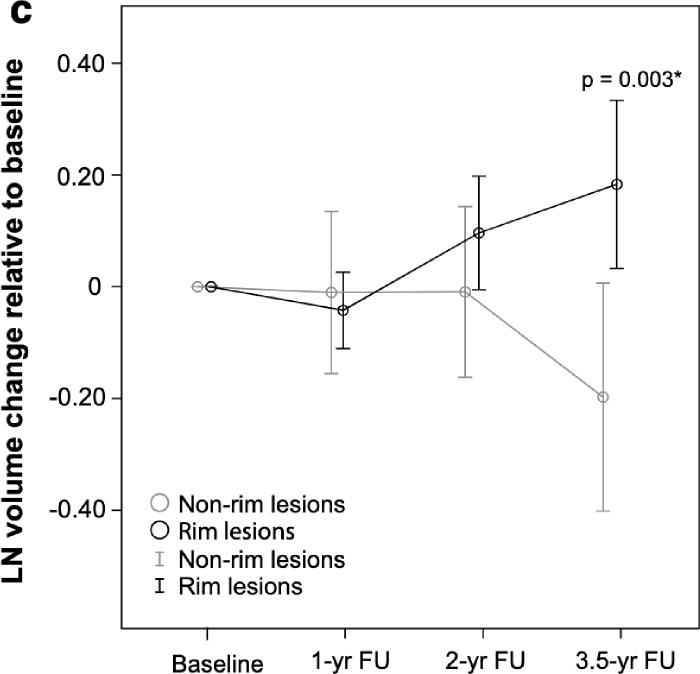 c
LN volume change relative to baseline
0.40
0.20
0
-0.20
-0.40
p = 0.003*
Non-rim lesions
Rim lesions
Non-rim lesions
Rim lesions
Baseline 1-yr FU 2-yr FU 3.5-yr FU